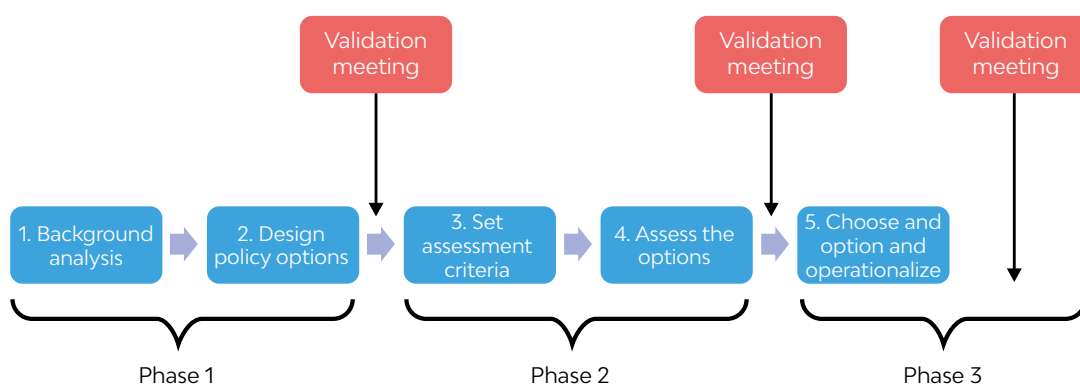 Validation
meeting
Validation
meeting
Validation
meeting
1. Background
analysis
2. Design
policy options
3. Set
assessment
criteria
4. Assess the
options
5. Choose and
option and
operationalize
Phase 1
Phase 2
Phase 3